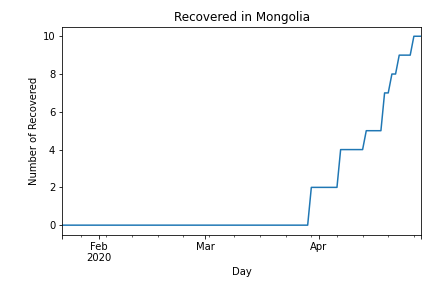 Recovered in Mongolia
Number of Recovered
10
8
6
4
2
0
Feb
2020
Mar
Apr
Day